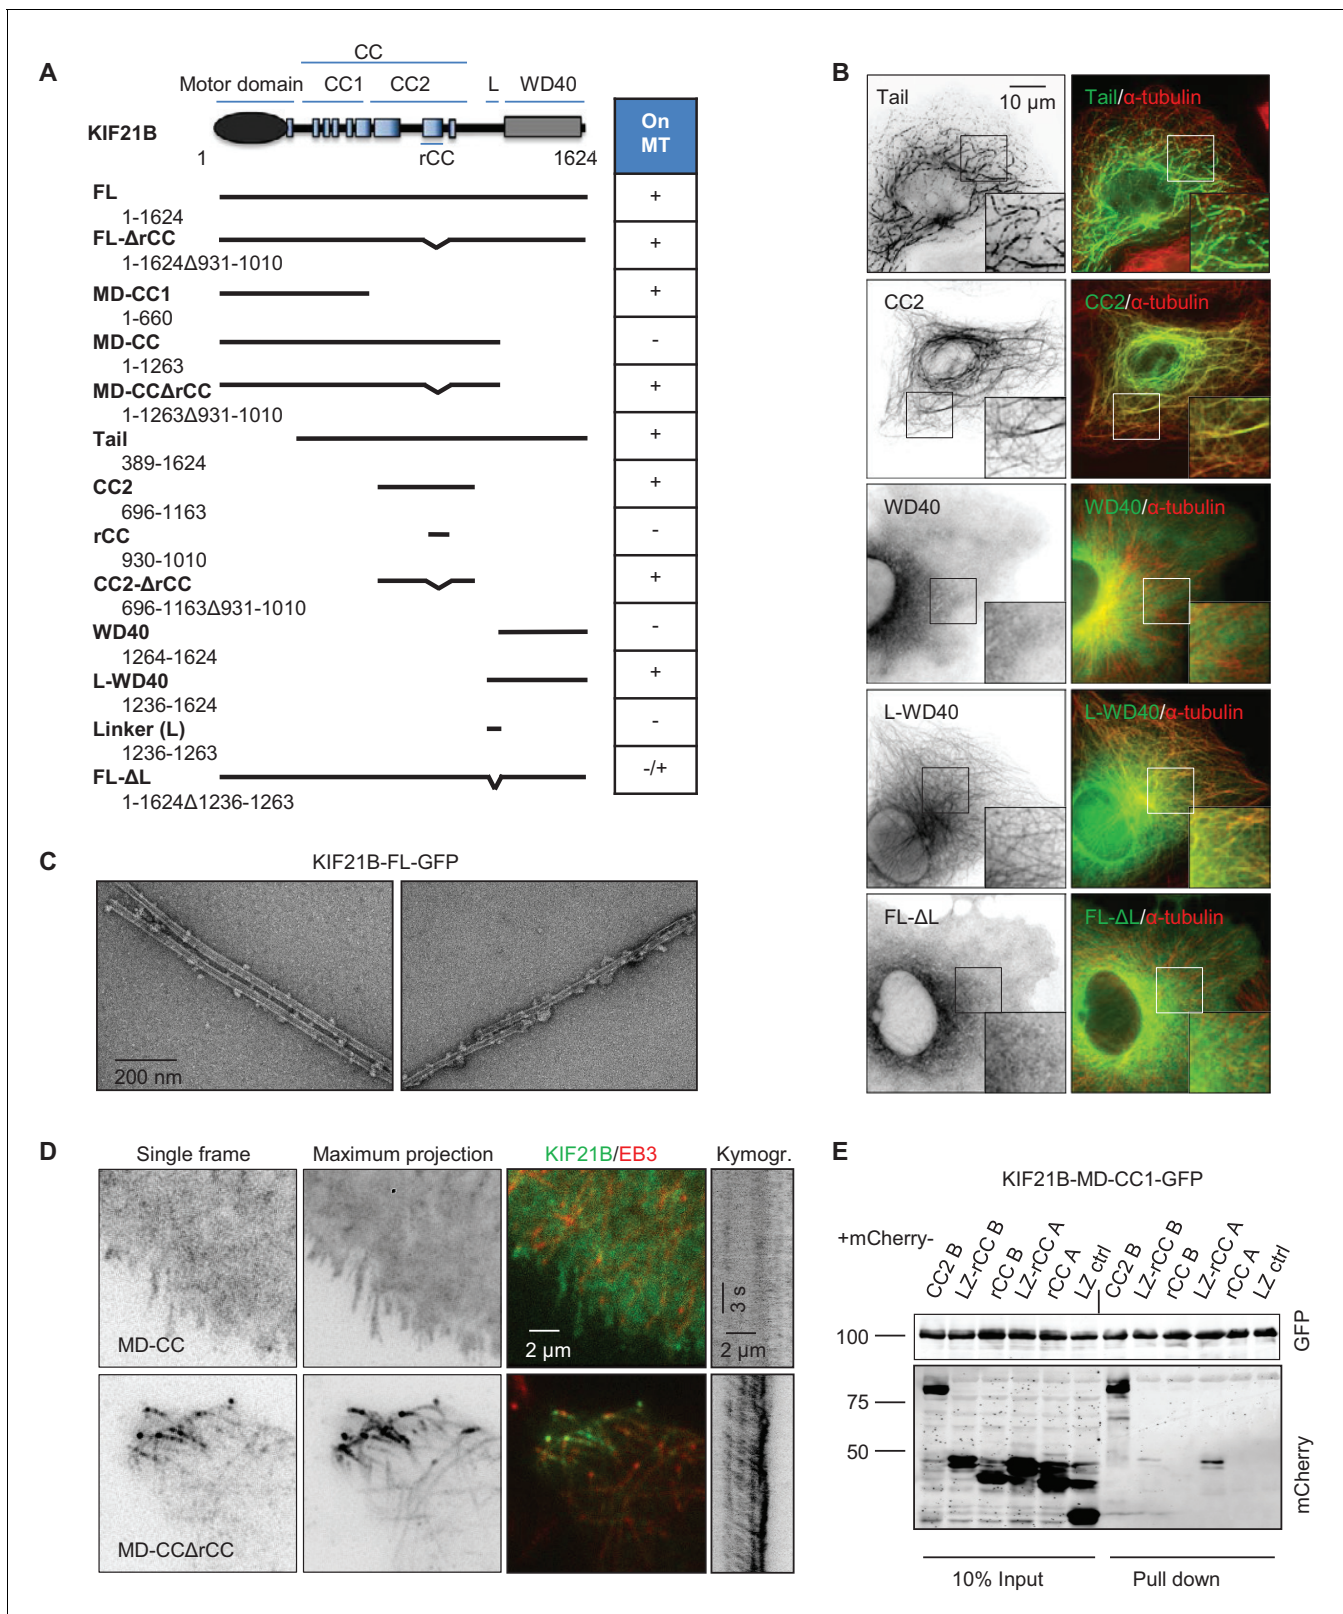 A
CC
Motor domain
CC1
CC2
L
WD40
KIF21B
1
rCC
1624
On
MT
FL
1-1624
+
FL-ΔrCC
1-1624Δ931-1010
+
MD-CC1
1-660
+
MD-CC
1-1263
-
MD-CCΔrCC
1-1263Δ931-1010
+
Tail
389-1624
+
CC2
696-1163
+
rCC
930-1010
-
CC2-ΔrCC
696-1163Δ931-1010
+
WD40
1264-1624
-
L-WD40
1236-1624
+
Linker (L)
1236-1263
-
FL-ΔL
1-1624Δ1236-1263
-/+
B
Tail
10 µm
Tail/α-tubulin
CC2
CC2/α-tubulin
WD40
WD40/α-tubulin
L-WD40
L-WD40/α-tubulin
FL-ΔL
FL-ΔL/α-tubulin
C
KIF21B-FL-GFP
200 nm
D
Single frame
Maximum projection
KIF21B/EB3
Kymogr.
MD-CC
2 µm
3 s
2 µm
MD-CCΔrCC
E
KIF21B-MD-CC1-GFP
+mCherry-
CC2 B
LZ-rCC B
rCC B
LZ-rCC A
rCC A
LZ ctrl
CC2 B
LZ-rCC B
rCC B
LZ-rCC A
rCC A
LZ ctrl
100
GFP
75
50
mCherry
10% Input
Pull down